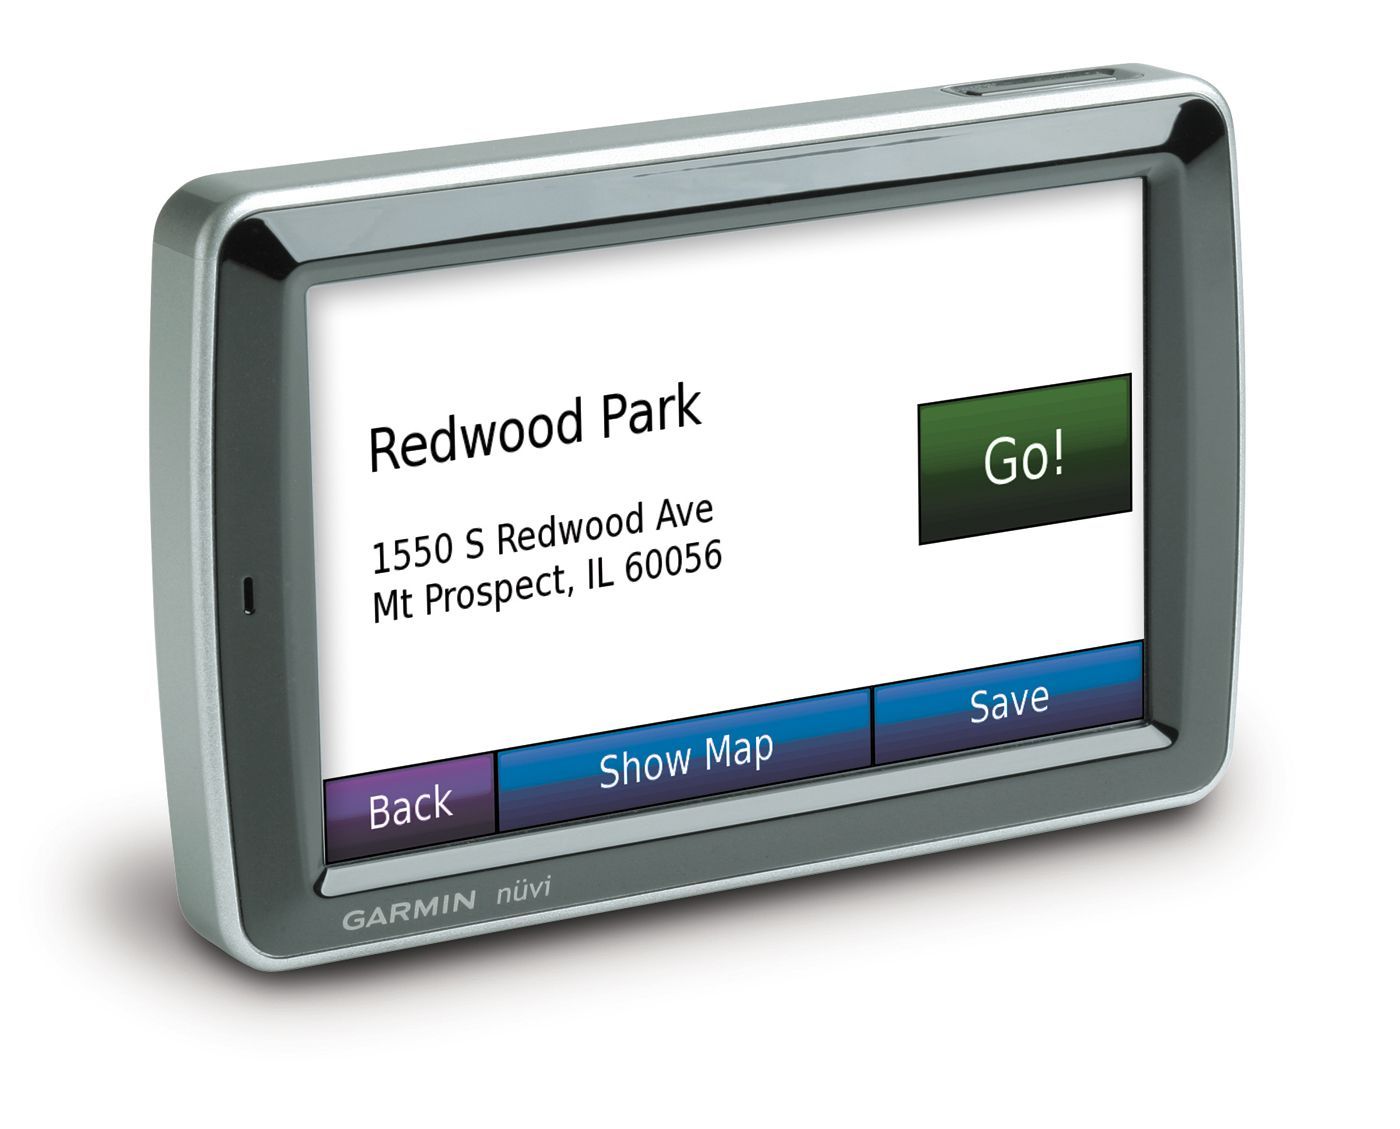 Redwood Park
Go!
1550 S Redwood Ave
Mt Prospect, IL 60056
Back
Show Map
Save
GARMIN nüvi